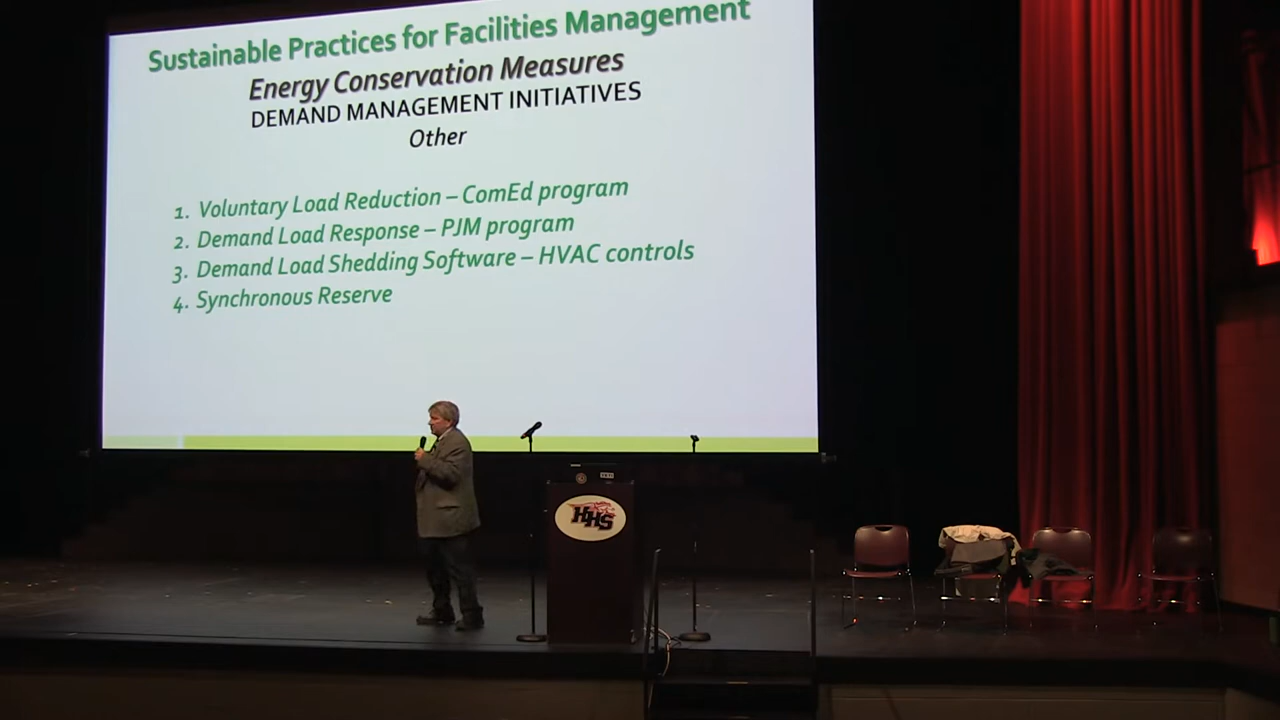 Sustainable Practices for Facilities Management
Energy Conservation Measures
DEMAND MANAGEMENT INITIATIVES
Other
1. Voluntary Load Reduction – ComEd program
2. Demand Load Response – PJM program
3. Demand Load Shedding Software – HVAC controls
4. Synchronous Reserve
HHS